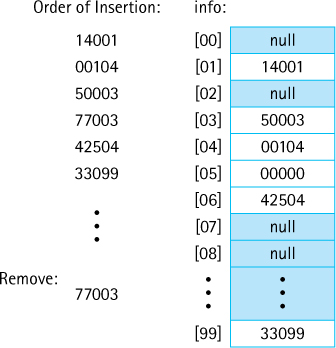 Order of Insertion: info:
14001 [00] null
00104 [01] 14001
50003 [02] null
77003 [03] 50003
42504 [04] 00104
33099 [05] 00000
[06] 42504
[07] null
[08] null
Remove:
77003
[99] 33099